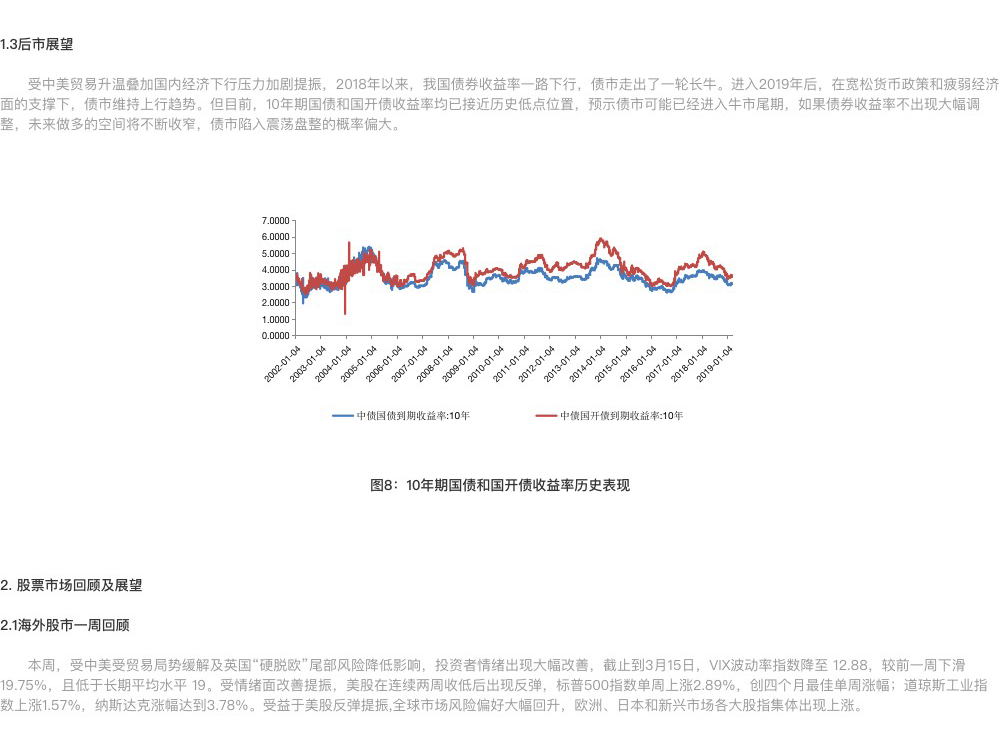 1.3后市展望
受中美贸易升温叠加国内经济下行压力加剧提振，2018年以来，我国债券收益率一路下行，债市走出了一轮长牛。进入2019年后，在宽松货币政策和疲弱经济
面的支撑下，债市维持上行趋势。但目前，10年期国债和国开债收益率均已接近历史低点位置，预示债市可能已经进入牛市尾期，如果债券收益率不出现大幅调
整，未来做多的空间将不断收窄，债市陷入震荡盘整的概率偏大。
7.0000
6.0000
5.0000
4.0000
3.0000
2.0000
1.0000
0.0000
2002-01-04
2003-01-04
2004-01-04
2005-01-04
2006-01-04
2007-01-04
2008-01-04
2009-01-04
2010-01-04
2011-01-04
2012-01-04
2013-01-04
2014-01-04
2015-01-04
2016-01-04
2017-01-04
2018-01-04
2019-01-04
中债国债到期收益率:10年
中债国开债到期收益率:10年
图8：10年期国债和国开债收益率历史表现
2. 股票市场回顾及展望
2.1海外股市一周回顾
本周，受中美受贸易局势缓解及英国“硬脱欧”尾部风险降低影响，投资者情绪出现大幅改善，截止到3月15日，VIX波动率指数降至 12.88，较前一周下滑
19.75%，且低于长期平均水平 19。受情绪面改善提振，美股在连续两周收低后出现反弹，标普500指数单周上涨2.89%，创四个月最佳单周涨幅；道琼斯工业指
数上涨1.57%，纳斯达克涨幅达到3.78%。受益于美股反弹提振,全球市场风险偏好大幅回升，欧洲、日本和新兴市场各大股指集体出现上涨。